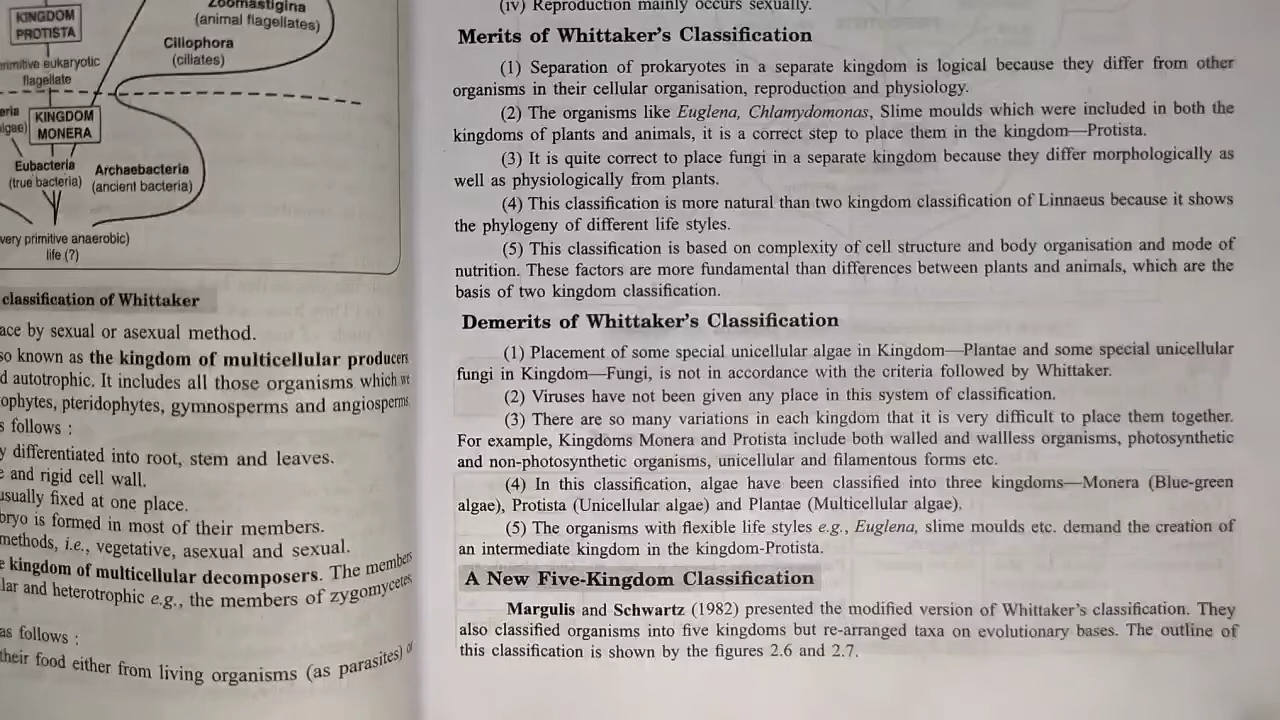 Zoomastigina
(animal flagellates)
KINGDOM
PROTISTA
Ciliophora
(ciliates)
eukaryotic
flagellate
KINGDOM
MONERA
Eubacteria
(true bacteria)
Archaebacteria
(ancient bacteria)
very primitive anaerobic)
life (?)
classification of Whittaker
by sexual or asexual method.
known as the kingdom of multicellular producers
autotrophic. It includes all those organisms which
pteridophytes, gymnosperms and angiosperms.
follows :
differentiated into root, stem and leaves.
and rigid cell wall.
usually fixed at one place.
is formed in most of their members.
methods, i.e., vegetative, asexual and sexual.
kingdom of multicellular decomposers. The members
and heterotrophic e.g., the members of zygomycetes,
as follows :
their food either from living organisms (as parasites)
(iv) Reproduction mainly occurs sexually.
Merits of Whittaker's Classification
(1) Separation of prokaryotes in a separate kingdom is logical because they differ from other
organisms in their cellular organisation, reproduction and physiology.
(2) The organisms like Euglena, Chlamydomonas, Slime moulds which were included in both the
kingdoms of plants and animals, it is a correct step to place them in the kingdom—Protista.
(3) It is quite correct to place fungi in a separate kingdom because they differ morphologically as
well as physiologically from plants.
(4) This classification is more natural than two kingdom classification of Linnaeus because it shows
the phylogeny of different life styles.
(5) This classification is based on complexity of cell structure and body organisation and mode of
nutrition. These factors are more fundamental than differences between plants and animals, which are the
basis of two kingdom classification.
Demerits of Whittaker's Classification
(1) Placement of some special unicellular algae in Kingdom—Plantae and some special unicellular
fungi in Kingdom—Fungi, is not in accordance with the criteria followed by Whittaker.
(2) Viruses have not been given any place in this system of classification.
(3) There are so many variations in each kingdom that it is very difficult to place them together.
For example, Kingdoms Monera and Protista include both walled and wallless organisms, photosynthetic
and non-photosynthetic organisms, unicellular and filamentous forms etc.
(4) In this classification, algae have been classified into three kingdoms—Monera (Blue-green
algae), Protista (Unicellular algae) and Plantae (Multicellular algae).
(5) The organisms with flexible life styles e.g., Euglena, slime moulds etc. demand the creation of
an intermediate kingdom in the kingdom-Protista.
A New Five-Kingdom Classification
Margulis and Schwartz (1982) presented the modified version of Whittaker's classification. They
also classified organisms into five kingdoms but re-arranged taxa on evolutionary bases. The outline of
this classification is shown by the figures 2.6 and 2.7.